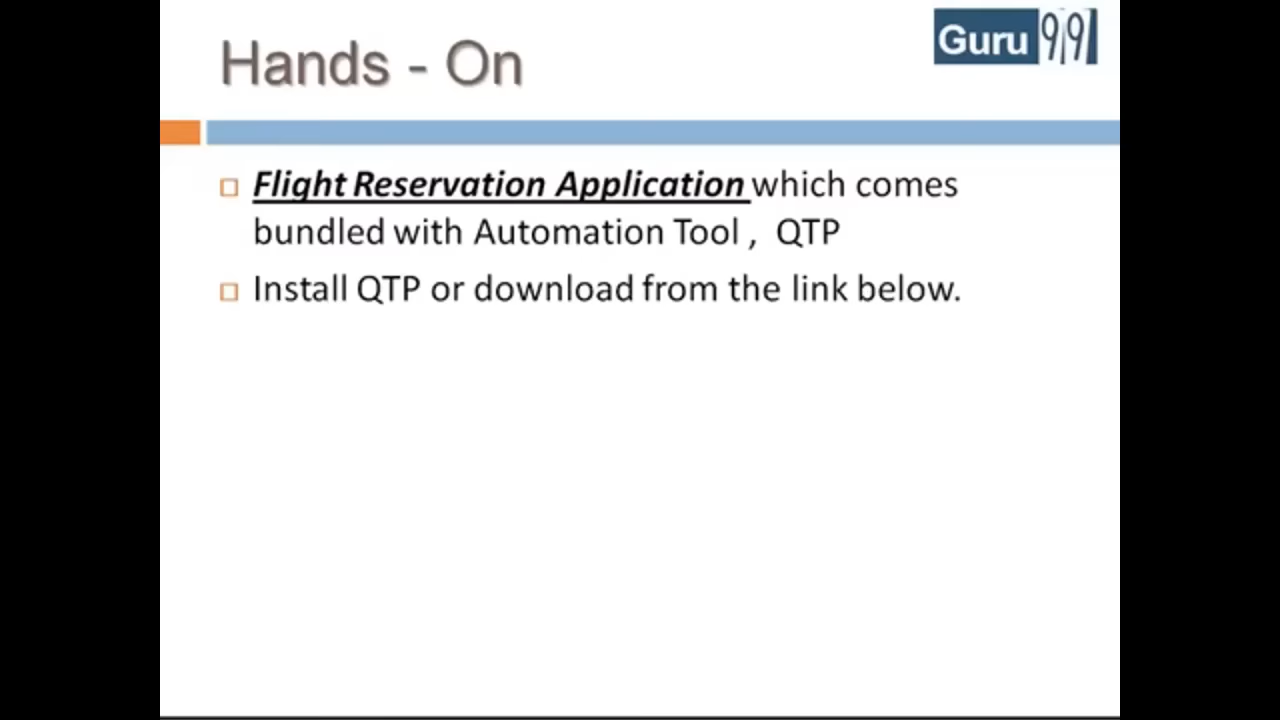 Hands - On
Guru99
Flight Reservation Application which comes
bundled with Automation Tool , QTP
Install QTP or download from the link below.